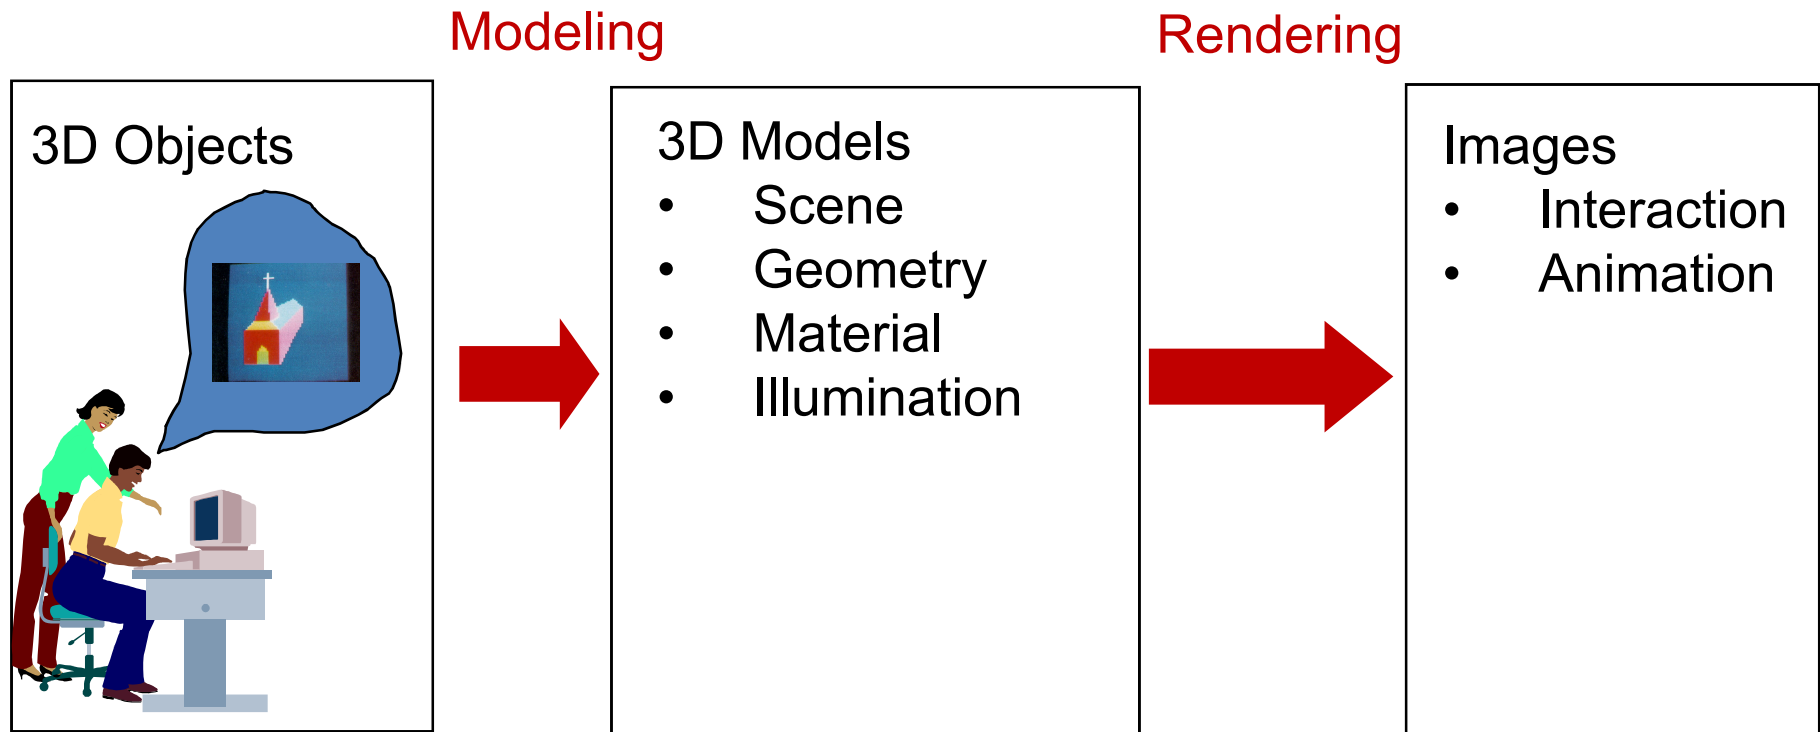 Modeling
Rendering
3D Objects
3D Models
• Scene
• Geometry
• Material
• Illumination
Images
• Interaction
• Animation